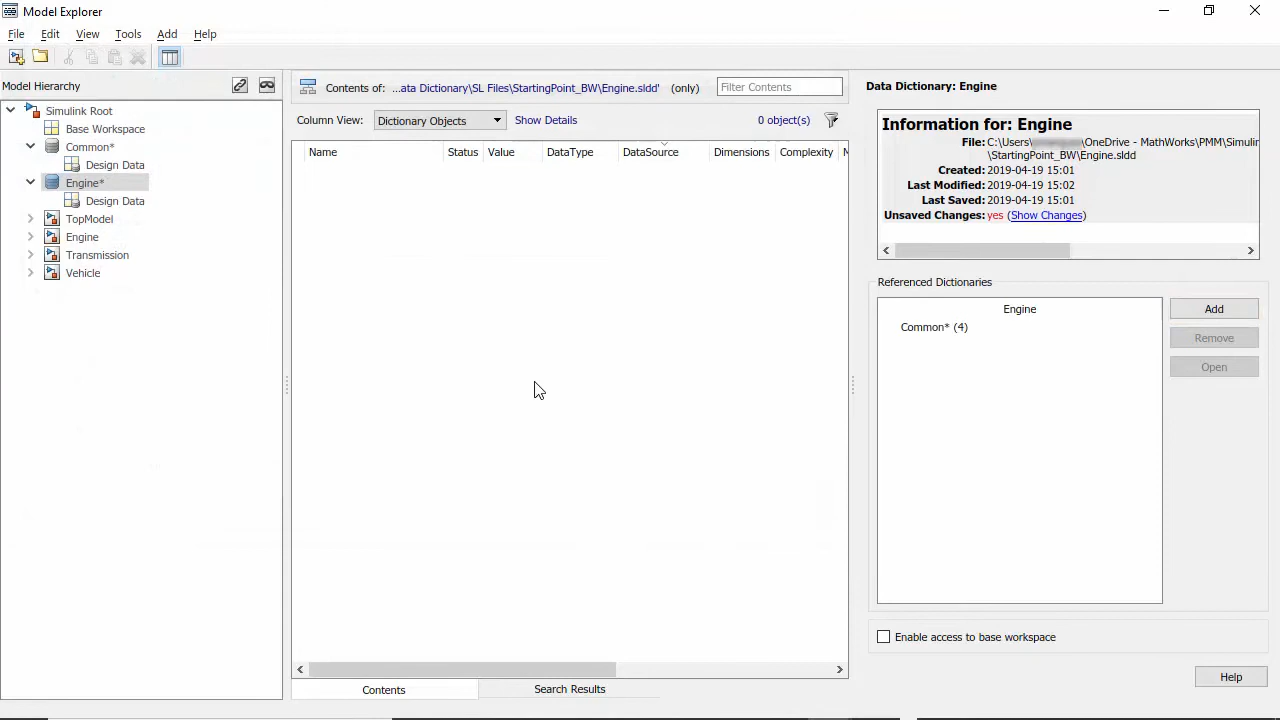 Model Explorer
File Edit View Tools Add Help
Model Hierarchy
Simulink Root
Base Workspace
Common*
Design Data
Engine*
Design Data
TopModel
Engine
Transmission
Vehicle
Contents of: ...ata Dictionary\SL Files\StartingPoint_BW\Engine.sldd' (only)
Filter Contents
Column View: Dictionary Objects Show Details 0 object(s)
Name Status Value DataType DataSource Dimensions Complexity M
Contents Search Results
Data Dictionary: Engine
Information for: Engine
File: C:\Users\ \OneDrive - MathWorks\PMM\Simulin
\StartingPoint_BW\Engine.sldd
Created: 2019-04-19 15:01
Last Modified: 2019-04-19 15:02
Last Saved: 2019-04-19 15:01
Unsaved Changes: yes (Show Changes)
Referenced Dictionaries
Engine
Common* (4)
Add
Remove
Open
Enable access to base workspace
Help